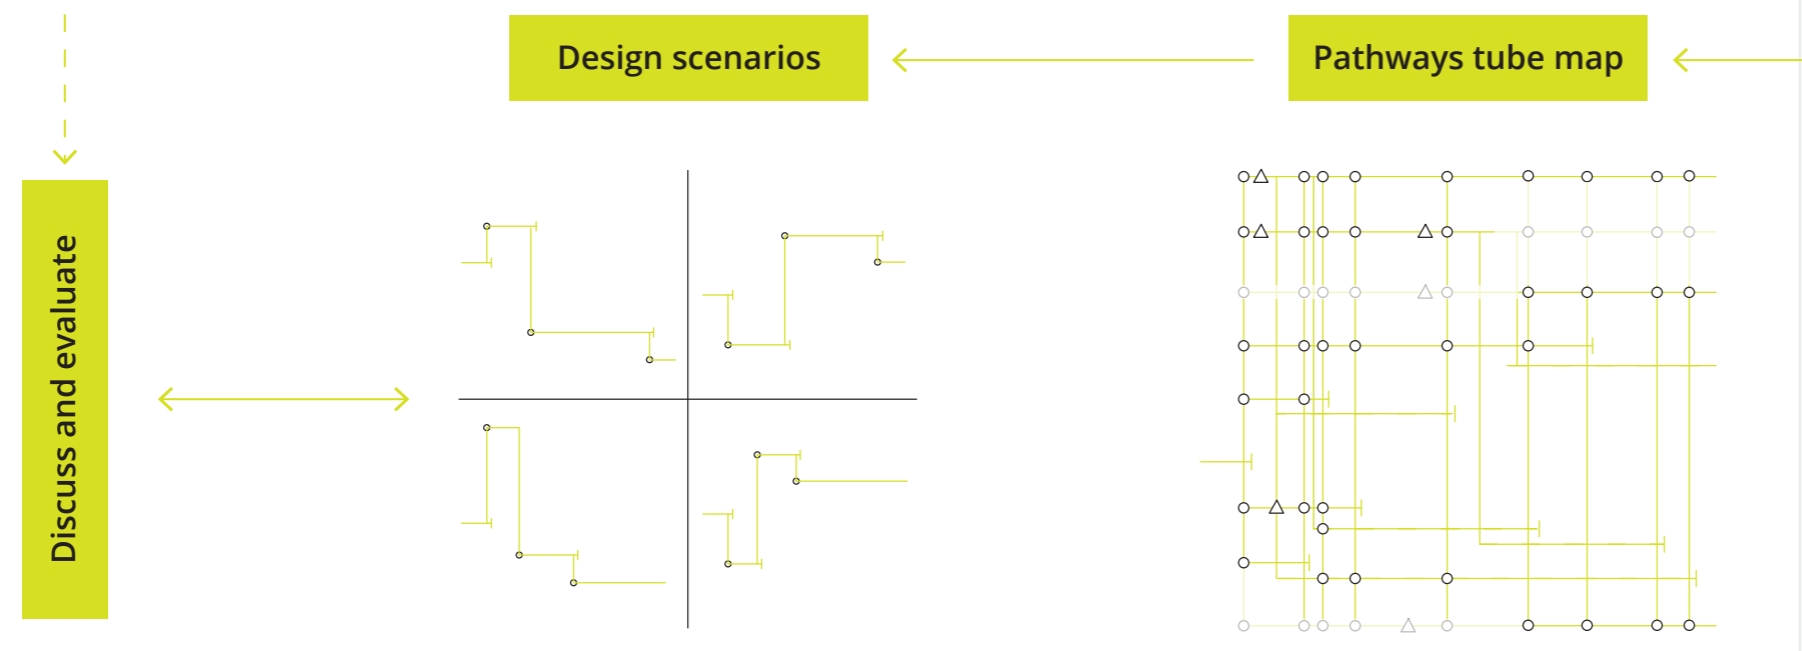 Design scenarios
Pathways tube map
Discuss and evaluate